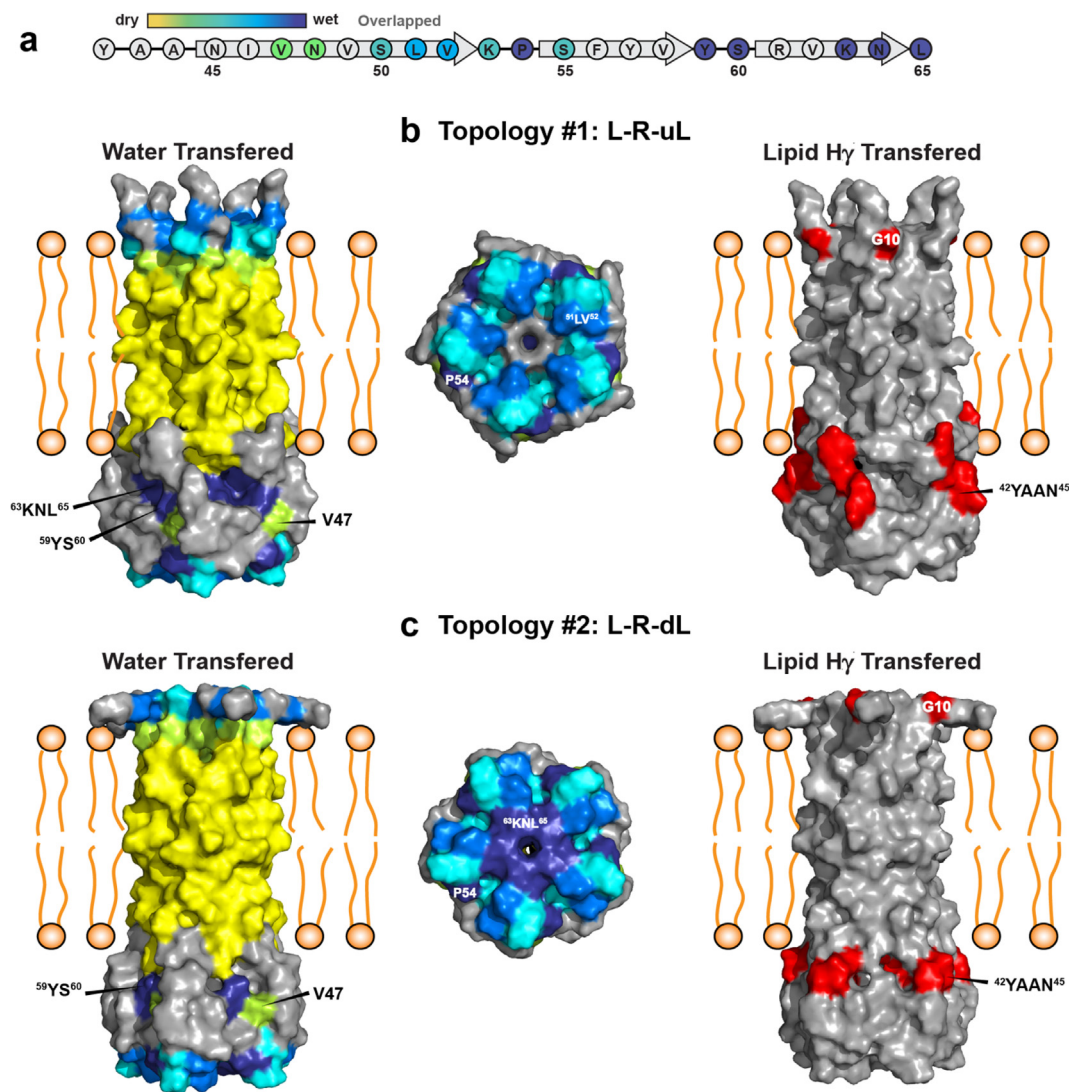 dry wet Overlapped
a
Y A A N I V N V S L V K P S F Y V Y S R V K N L
45 50 55 60 65
b Topology #1: L-R-uL
Water Transfered
Lipid Hγ Transfered
G10
⁵¹LV⁵²
P54
⁶³KNL⁶⁵
⁵⁹YS⁶⁰
V47
⁴²YAAN⁴⁵
c Topology #2: L-R-dL
Water Transfered
Lipid Hγ Transfered
G10
⁶³KNL⁶⁵
P54
⁵⁹YS⁶⁰
V47
⁴²YAAN⁴⁵